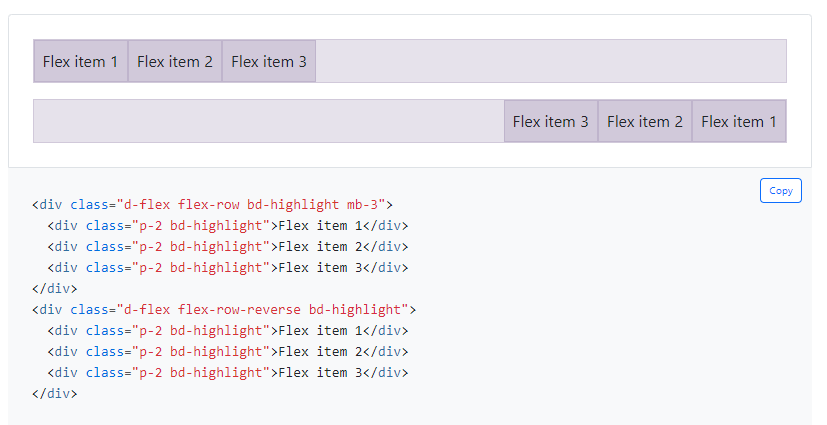 Flex item 1 Flex item 2 Flex item 3
Flex item 3 Flex item 2 Flex item 1
Copy
<div class="d-flex flex-row bd-highlight mb-3">
  <div class="p-2 bd-highlight">Flex item 1</div>
  <div class="p-2 bd-highlight">Flex item 2</div>
  <div class="p-2 bd-highlight">Flex item 3</div>
</div>
<div class="d-flex flex-row-reverse bd-highlight">
  <div class="p-2 bd-highlight">Flex item 1</div>
  <div class="p-2 bd-highlight">Flex item 2</div>
  <div class="p-2 bd-highlight">Flex item 3</div>
</div>